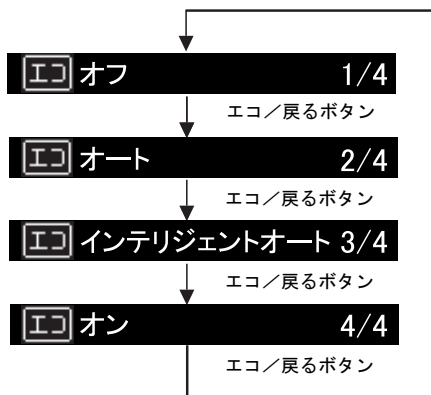 エコ オフ 1/4
エコ／戻るボタン
エコ オート 2/4
エコ／戻るボタン
エコ インテリジェントオート 3/4
エコ／戻るボタン
エコ オン 4/4
エコ／戻るボタン